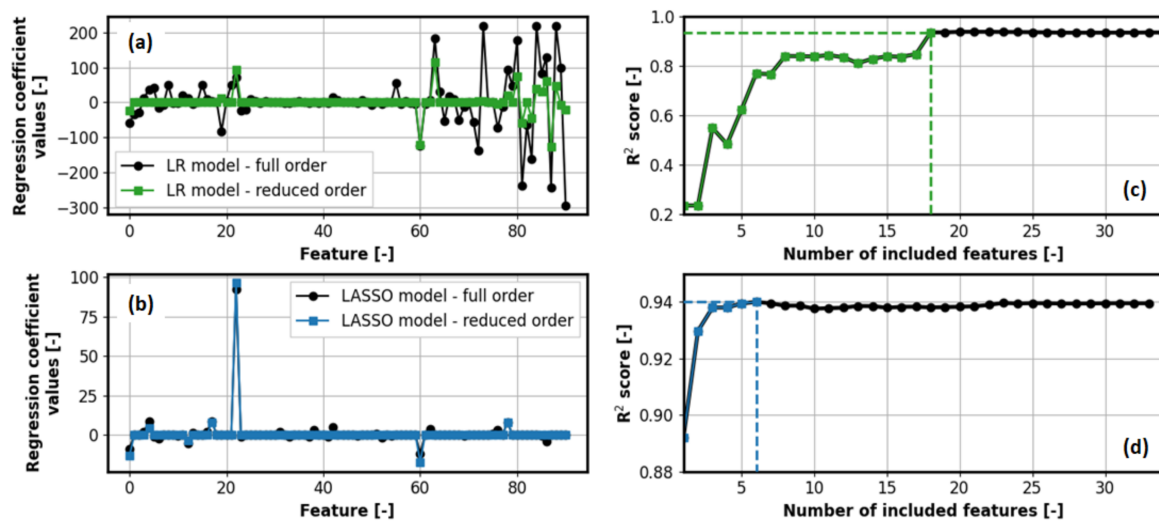 (a)
Regression coefficient
values [-]
200
100
0
−100
−200
−300
LR model - full order
LR model - reduced order
0
20
40
60
80
Feature [-]
(c)
R² score [-]
1.0
0.8
0.6
0.4
0.2
5
10
15
20
25
30
Number of included features [-]
(b)
Regression coefficient
values [-]
100
75
50
25
0
LASSO model - full order
LASSO model - reduced order
0
20
40
60
80
Feature [-]
(d)
R² score [-]
0.94
0.92
0.90
0.88
5
10
15
20
25
30
Number of included features [-]